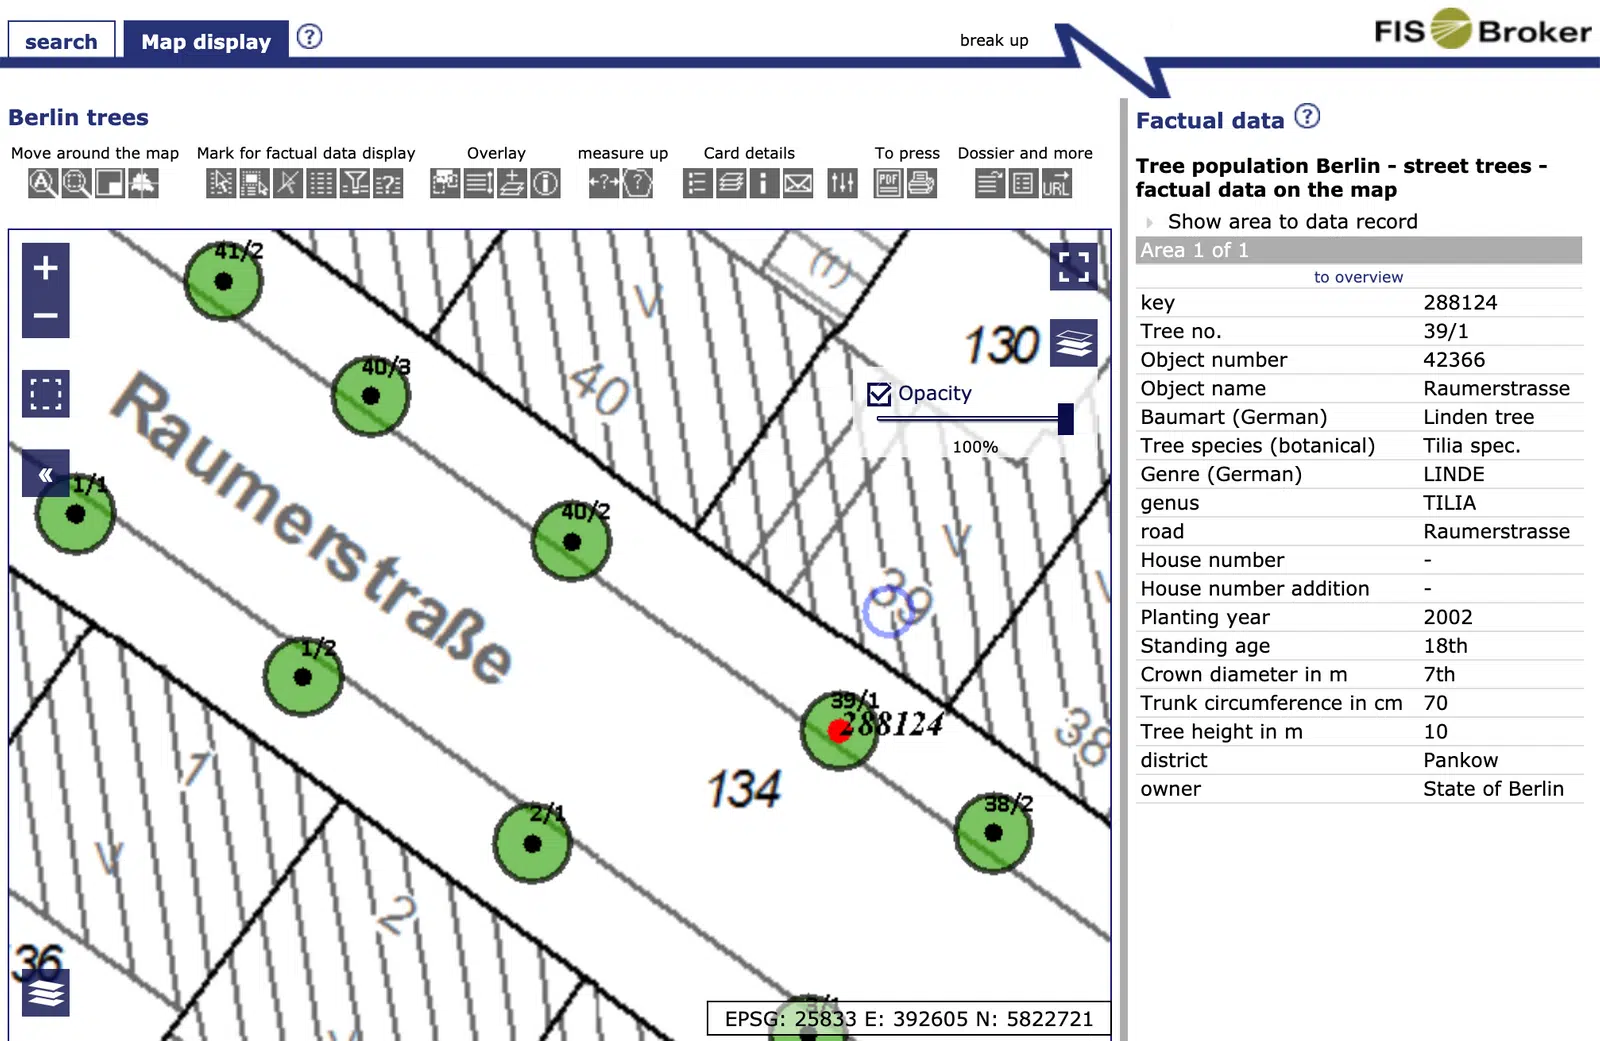 search
Map display
?
break up
FIS Broker
Berlin trees
Move around the map
Mark for factual data display
Overlay
measure up
Card details
To press
Dossier and more
PDF
URL
41/2
40/3
40
V
(r)
130
Opacity
100%
1/1
Raumerstraße
40/2
V
39
1/2
39/1
288124
38
1
134
2/1
38/2
V
2
36
3/1
V
EPSG: 25833 E: 392605 N: 5822721
Factual data ?
Tree population Berlin - street trees -
factual data on the map
Show area to data record
Area 1 of 1
to overview
key 288124
Tree no. 39/1
Object number 42366
Object name Raumerstrasse
Baumart (German) Linden tree
Tree species (botanical) Tilia spec.
Genre (German) LINDE
genus TILIA
road Raumerstrasse
House number -
House number addition -
Planting year 2002
Standing age 18th
Crown diameter in m 7th
Trunk circumference in cm 70
Tree height in m 10
district Pankow
owner State of Berlin